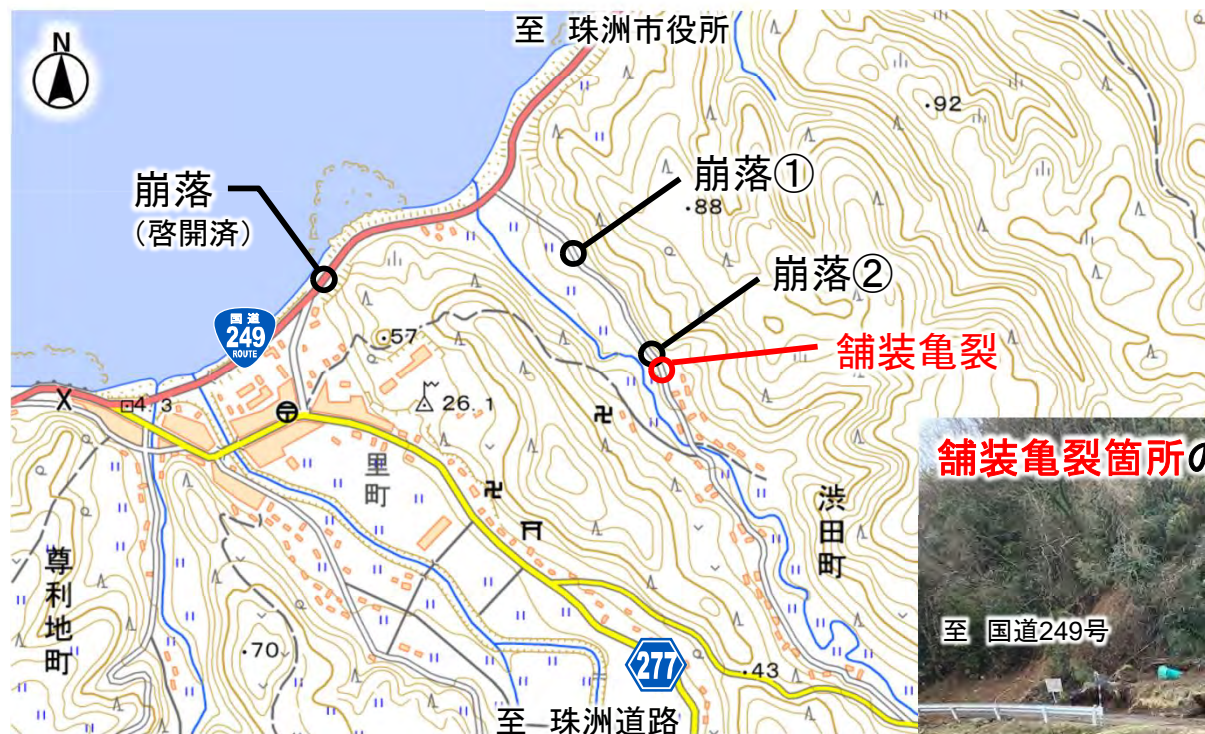 至 珠洲市役所
N
崩落
(啓開済)
崩落①
崩落②
舗装亀裂
国道
249
ROUTE
・92
・88
・57
4.3
26.1
里町
渋田町
尊利地町
・70
277
・43
至 珠洲道路
舗装亀裂箇所の
至 国道249号